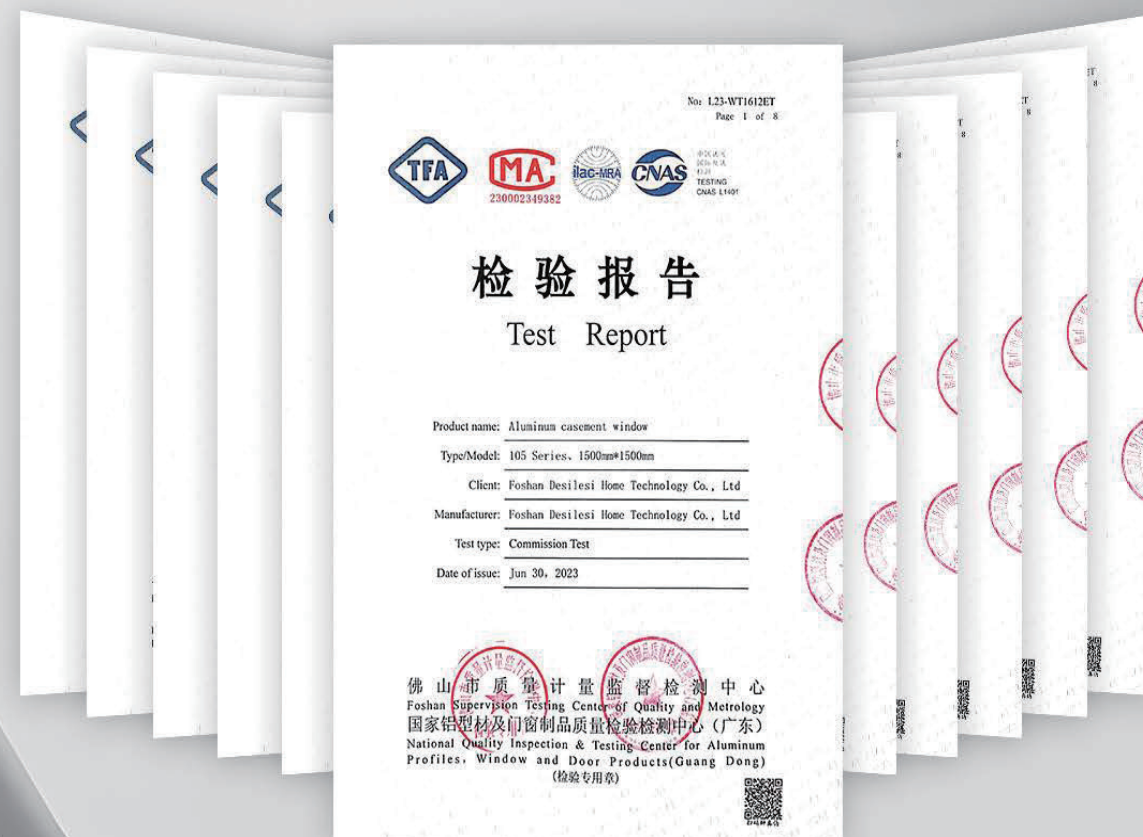 No: L23-WT1612ET
Page 1 of 8
TFA
MA
230002349382
ilac-MRA
CNAS
TESTING
CNAS L1401
检验报告
Test Report
Product name: Aluminum casement window
Type/Model: 105 Series、1500mm*1500mm
Client: Foshan Desilesi Home Technology Co., Ltd
Manufacturer: Foshan Desilesi Home Technology Co., Ltd
Test type: Commission Test
Date of issue: Jun 30, 2023
佛山市质量计量监督检测中心
Foshan Supervision Testing Center of Quality and Metrology
国家铝型材及门窗制品质量检验检测中心（广东）
National Quality Inspection & Testing Center for Aluminum
Profiles, Window and Door Products(Guang Dong)
(检验专用章)